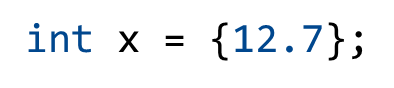 int x = {12.7};